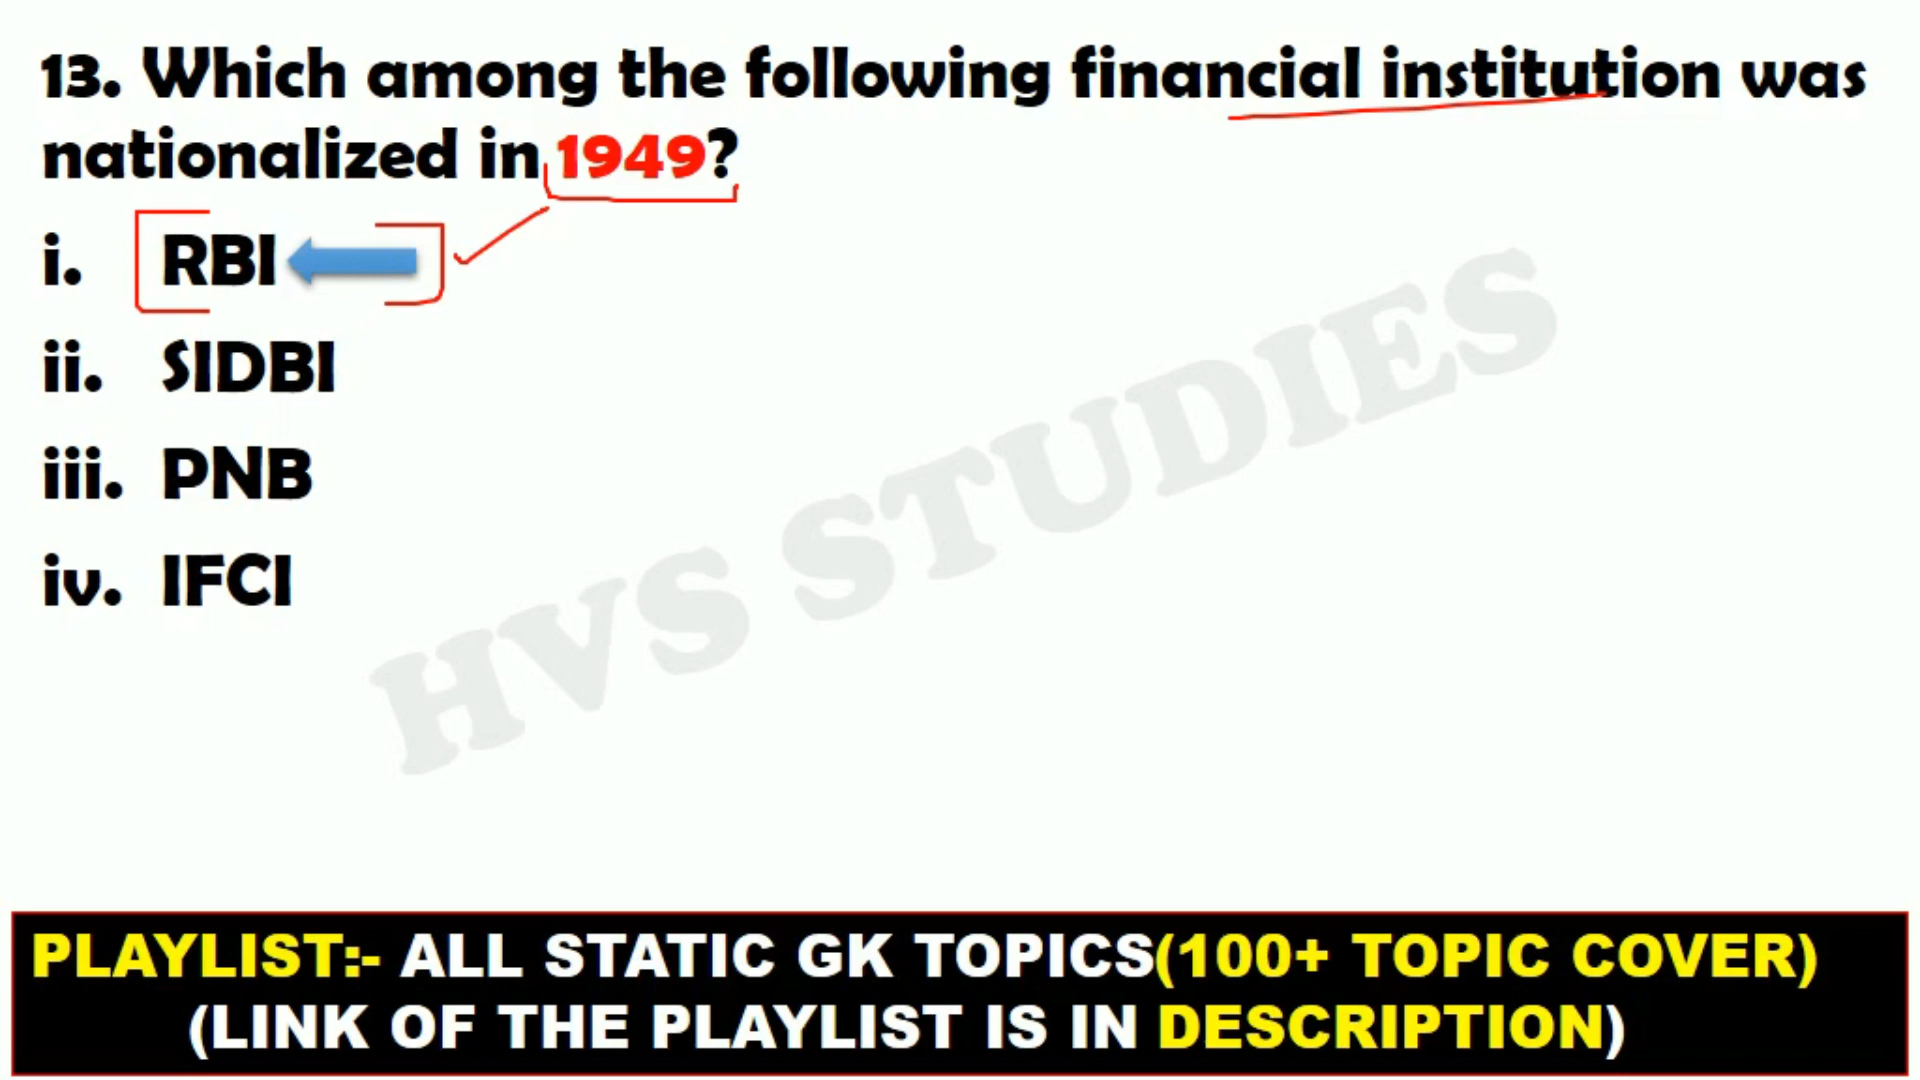 13. Which among the following financial institution was
nationalized in 1949?
i. RBI
ii. SIDBI
iii. PNB
iv. IFCI
HVS STUDIES
PLAYLIST:- ALL STATIC GK TOPICS(100+ TOPIC COVER)
(LINK OF THE PLAYLIST IS IN DESCRIPTION)